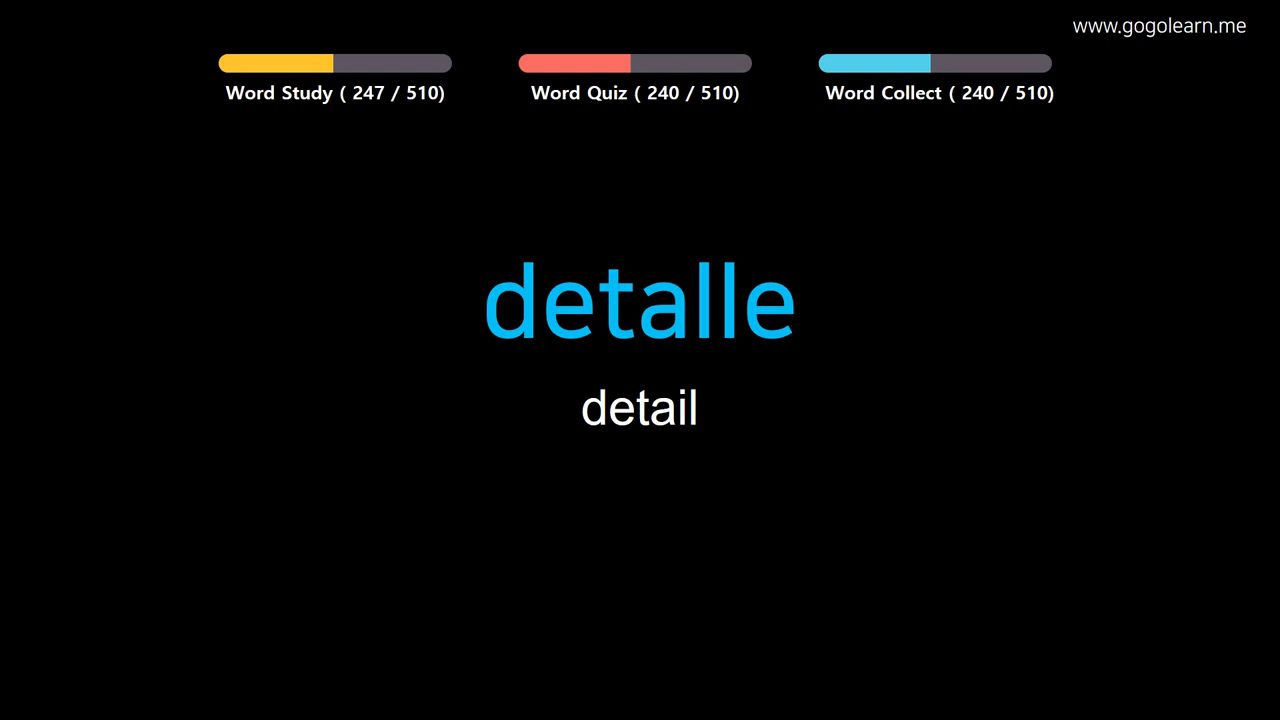 www.gogolearn.me
Word Study ( 247 / 510)
Word Quiz ( 240 / 510)
Word Collect ( 240 / 510)
detalle
detail